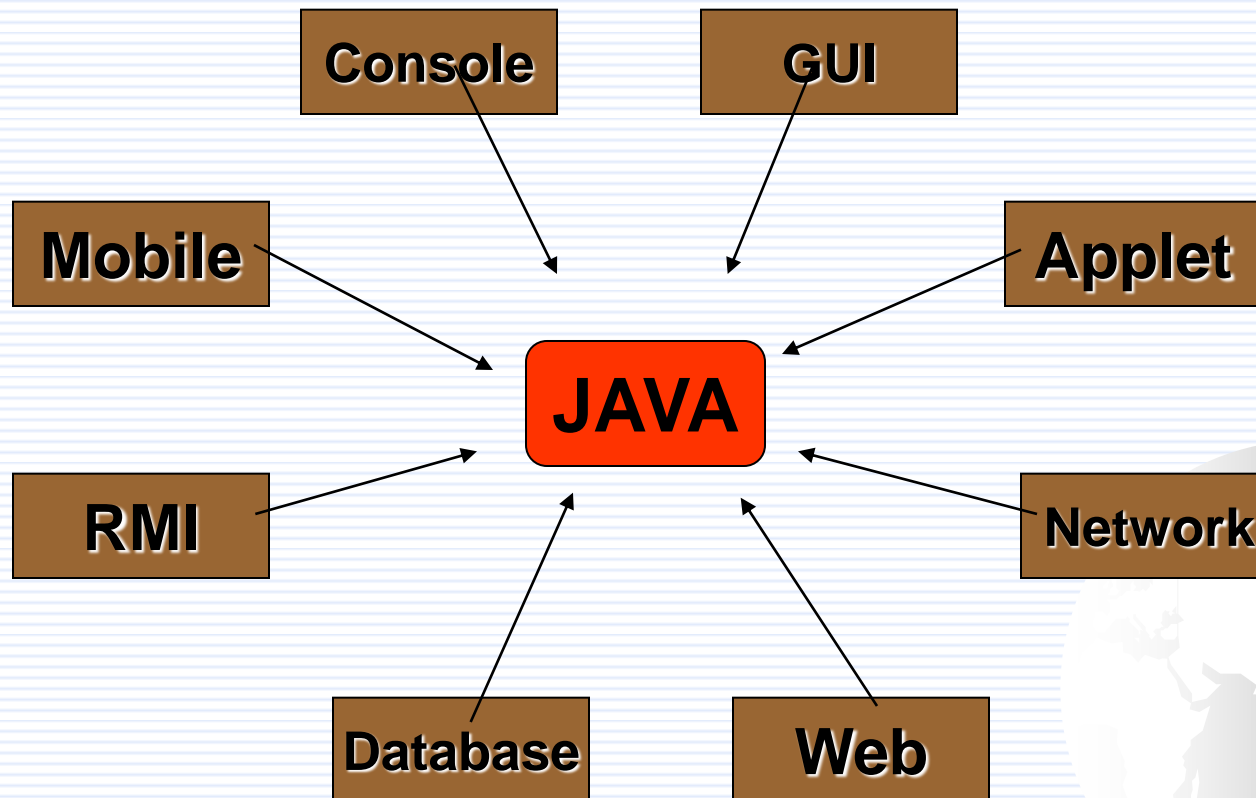 Console
GUI
Mobile
Applet
JAVA
RMI
Network
Database
Web